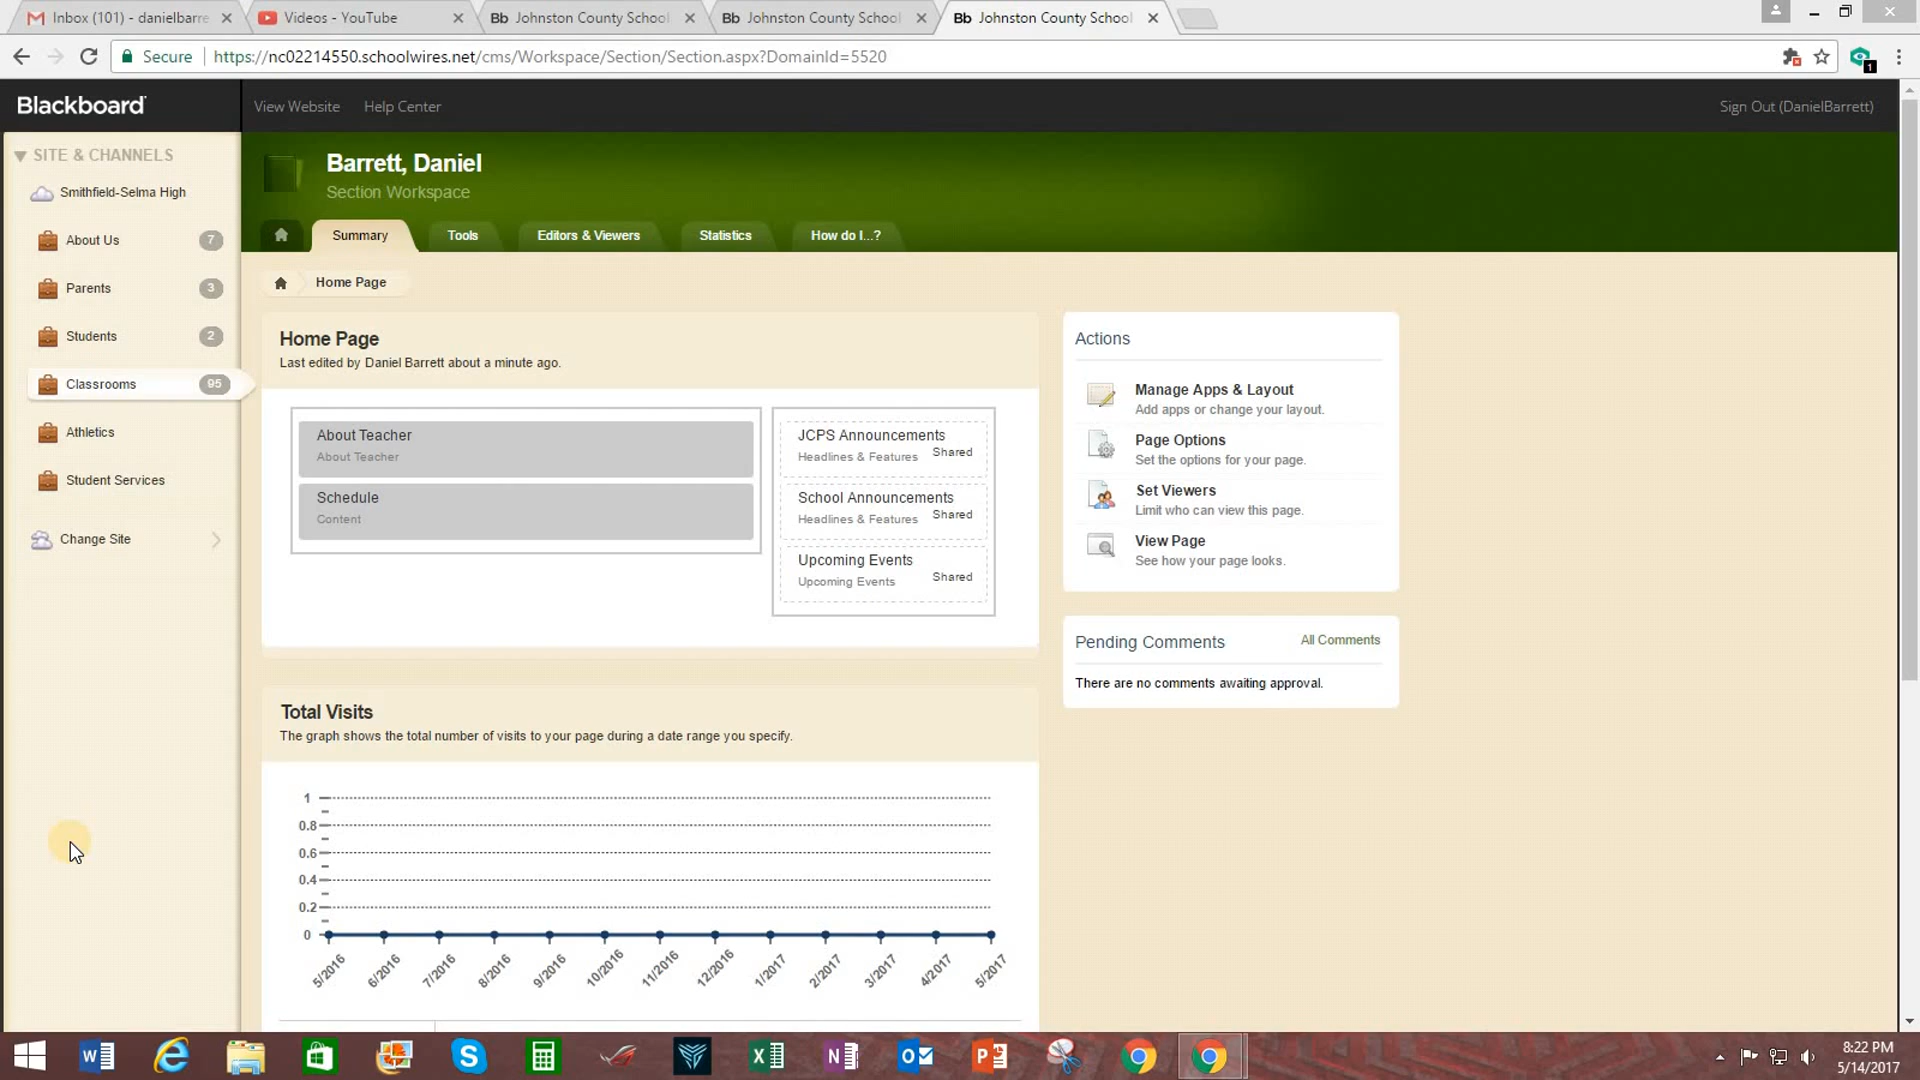 Inbox (101) - danielbarre
Videos - YouTube
Bb Johnston County School
Bb Johnston County School
Bb Johnston County School
Secure
https://nc02214550.schoolwires.net/cms/Workspace/Section/Section.aspx?DomainId=5520
1
Blackboard
View Website
Help Center
Sign Out (DanielBarrett)
SITE & CHANNELS
Smithfield-Selma High
About Us 7
Parents 3
Students 2
Classrooms 95
Athletics
Student Services
Change Site
Barrett, Daniel
Section Workspace
Summary
Tools
Editors & Viewers
Statistics
How do I...?
Home Page
Home Page
Last edited by Daniel Barrett about a minute ago.
About Teacher
About Teacher
Schedule
Content
JCPS Announcements
Headlines & Features Shared
School Announcements
Headlines & Features Shared
Upcoming Events
Upcoming Events Shared
Actions
Manage Apps & Layout
Add apps or change your layout.
Page Options
Set the options for your page.
Set Viewers
Limit who can view this page.
View Page
See how your page looks.
Pending Comments
All Comments
There are no comments awaiting approval.
Total Visits
The graph shows the total number of visits to your page during a date range you specify.
1
0.8
0.6
0.4
0.2
0
5/2016
6/2016
7/2016
8/2016
9/2016
10/2016
11/2016
12/2016
1/2017
2/2017
3/2017
4/2017
5/2017
8:22 PM
5/14/2017